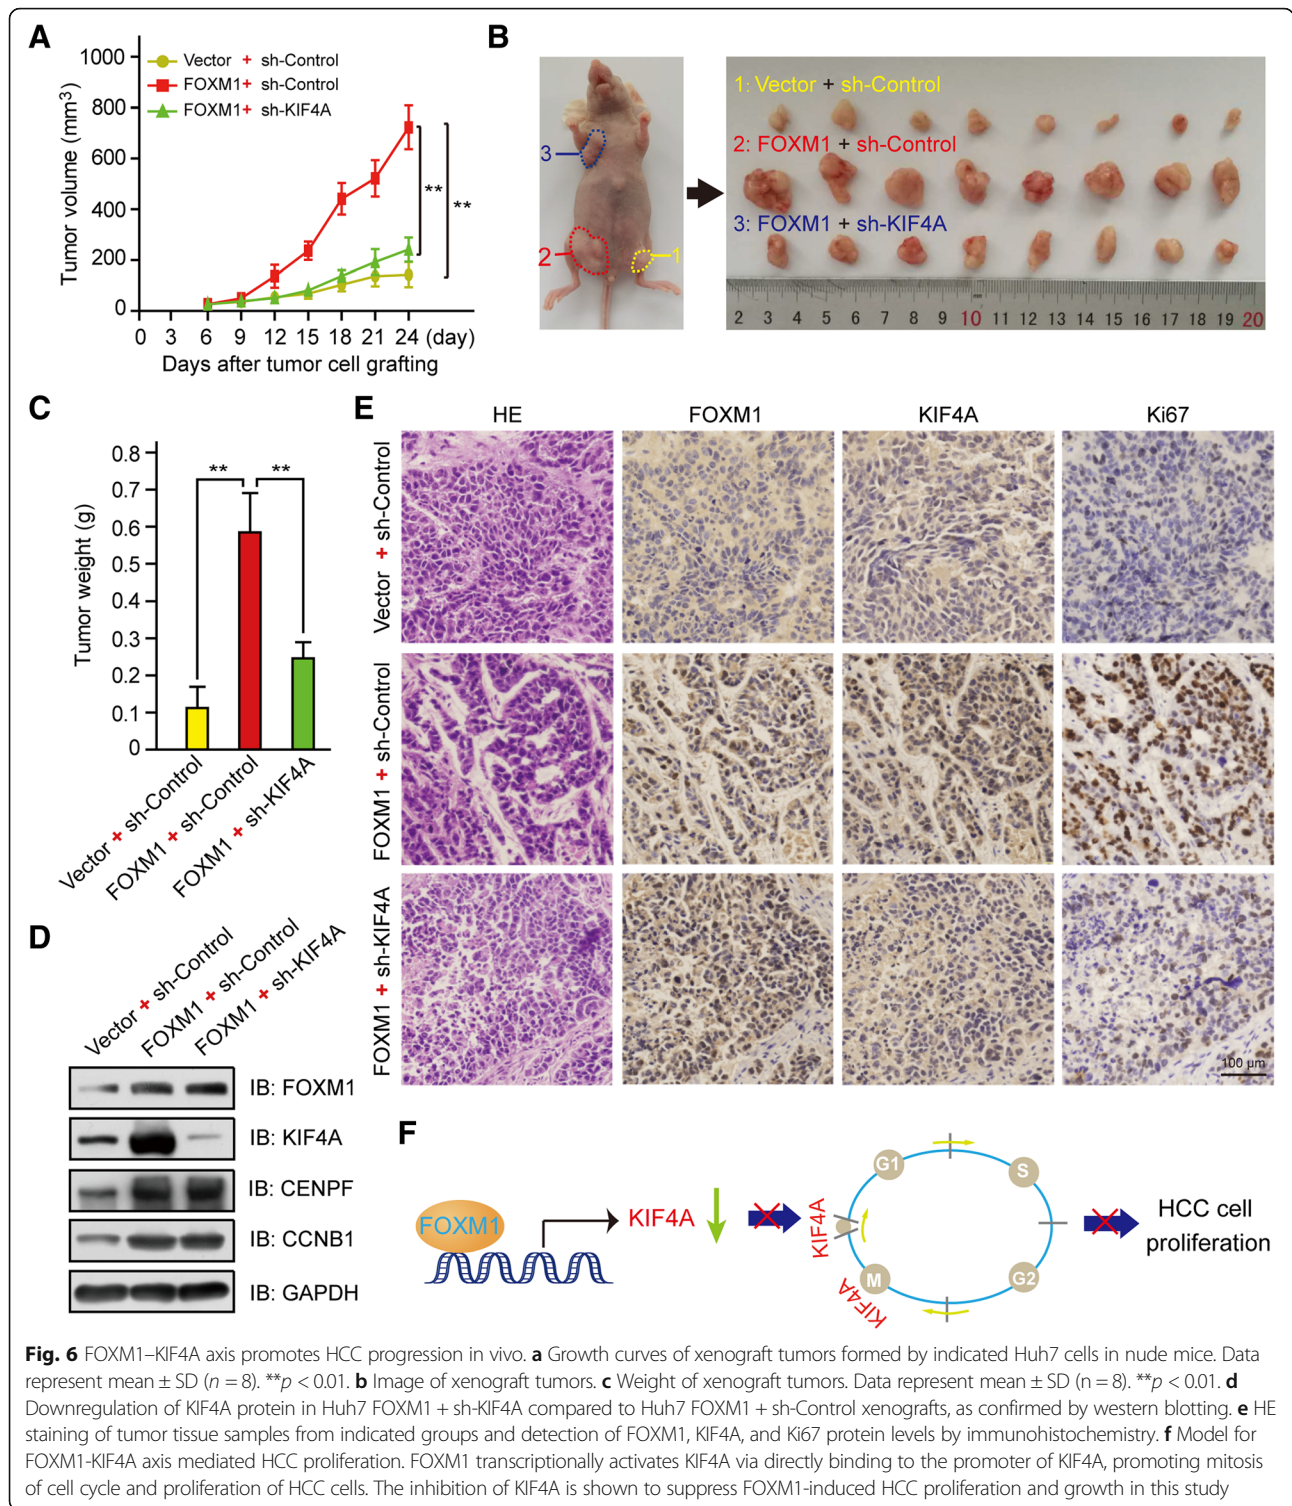 A
1000
800
600
400
200
0
Tumor volume (mm³)
Vector + sh-Control
FOXM1 + sh-Control
FOXM1 + sh-KIF4A
**
**
0 3 6 9 12 15 18 21 24 (day)
Days after tumor cell grafting
B
3
2
1
1: Vector + sh-Control
2: FOXM1 + sh-Control
3: FOXM1 + sh-KIF4A
2 3 4 5 6 7 8 9 10 11 12 13 14 15 16 17 18 19 20
C
0.8
0.7
0.6
0.5
0.4
0.3
0.2
0.1
0
Tumor weight (g)
** **
Vector + sh-Control
FOXM1 + sh-Control
FOXM1 + sh-KIF4A
D
Vector + sh-Control
FOXM1 + sh-Control
FOXM1 + sh-KIF4A
IB: FOXM1
IB: KIF4A
IB: CENPF
IB: CCNB1
IB: GAPDH
E
HE FOXM1 KIF4A Ki67
Vector + sh-Control
FOXM1 + sh-Control
FOXM1 + sh-KIF4A
100 µm
F
FOXM1
KIF4A
KIF4A
KIF4A
G1
S
G2
M
HCC cell
proliferation
Fig. 6 FOXM1–KIF4A axis promotes HCC progression in vivo. a Growth curves of xenograft tumors formed by indicated Huh7 cells in nude mice. Data
represent mean ± SD (n = 8). **p < 0.01. b Image of xenograft tumors. c Weight of xenograft tumors. Data represent mean ± SD (n = 8). **p < 0.01. d
Downregulation of KIF4A protein in Huh7 FOXM1 + sh-KIF4A compared to Huh7 FOXM1 + sh-Control xenografts, as confirmed by western blotting. e HE
staining of tumor tissue samples from indicated groups and detection of FOXM1, KIF4A, and Ki67 protein levels by immunohistochemistry. f Model for
FOXM1-KIF4A axis mediated HCC proliferation. FOXM1 transcriptionally activates KIF4A via directly binding to the promoter of KIF4A, promoting mitosis
of cell cycle and proliferation of HCC cells. The inhibition of KIF4A is shown to suppress FOXM1-induced HCC proliferation and growth in this study